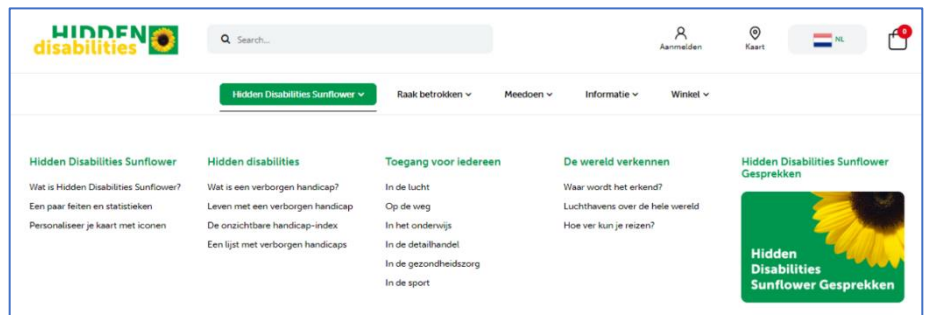 HIDDEN
disabilities
Search...
Aanmelden
Kaart
NL
0
Hidden Disabilities Sunflower
Raak betrokken
Meedoen
Informatie
Winkel
Hidden Disabilities Sunflower
Wat is Hidden Disabilities Sunflower?
Een paar feiten en statistieken
Personaliseer je kaart met iconen
Hidden disabilities
Wat is een verborgen handicap?
Leven met een verborgen handicap
De onzichtbare handicap-index
Een lijst met verborgen handicaps
Toegang voor iedereen
In de lucht
Op de weg
In het onderwijs
In de detailhandel
In de gezondheidszorg
In de sport
De wereld verkennen
Waar wordt het erkend?
Luchthavens over de hele wereld
Hoe ver kun je reizen?
Hidden Disabilities Sunflower
Gesprekken
Hidden
Disabilities
Sunflower Gesprekken